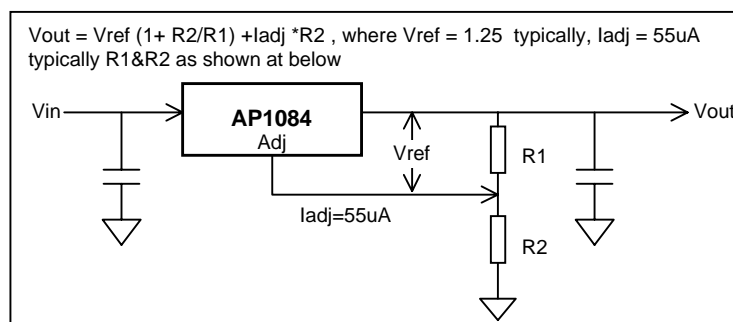 Vout = Vref (1+ R2/R1) +Iadj *R2 , where Vref = 1.25 typically, Iadj = 55uA
typically R1&R2 as shown at below
Vin
AP1084
Adj
Vout
Vref
R1
Iadj=55uA
R2